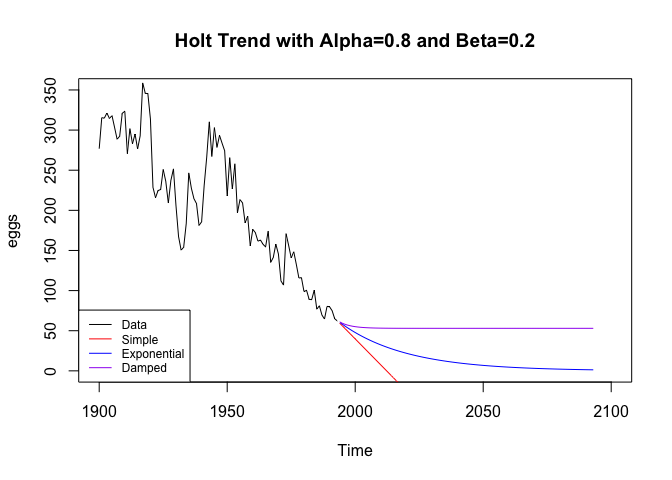 Holt Trend with Alpha=0.8 and Beta=0.2
eggs
350
300
250
200
150
100
50
0
Data
Simple
Exponential
Damped
1900
1950
2000
2050
2100
Time